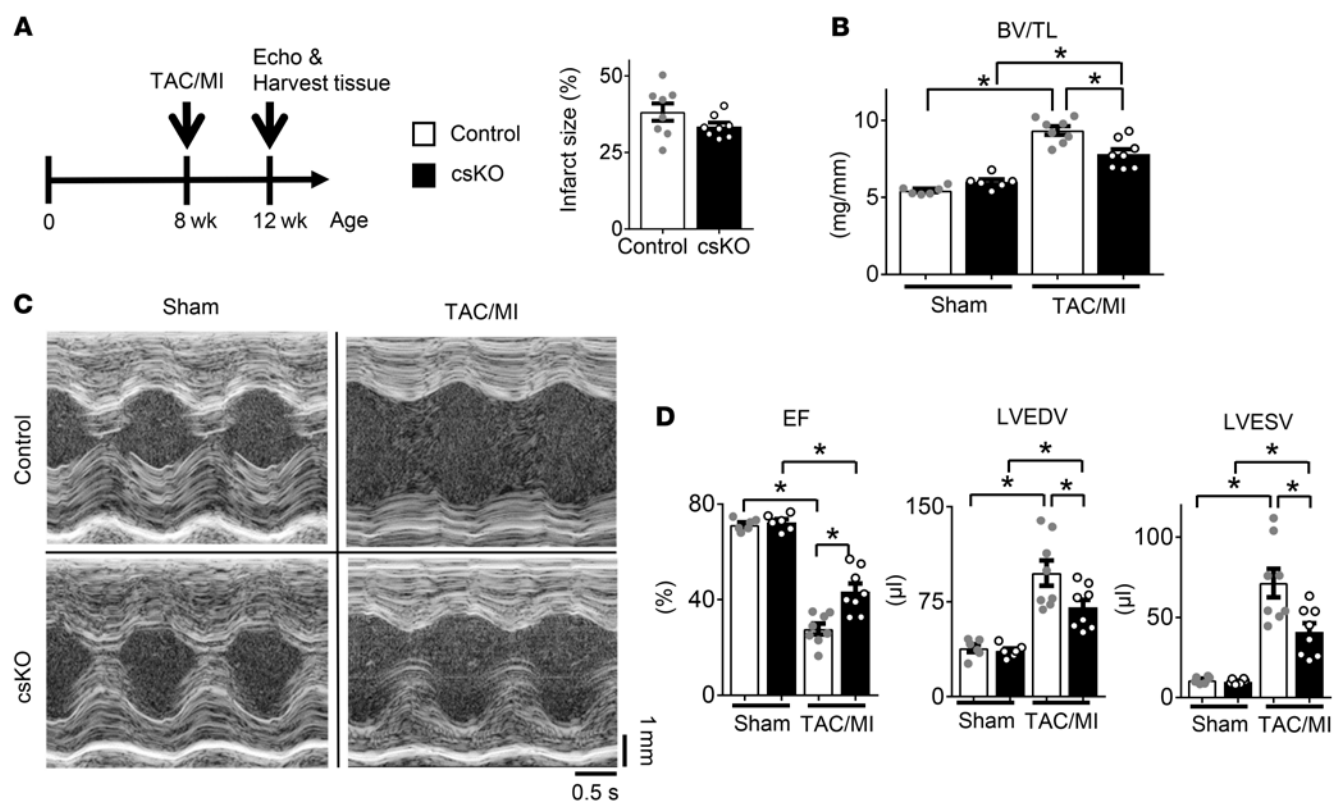 A
TAC/MI
Echo &
Harvest tissue
0
8 wk
12 wk
Age
Control
csKO
Infarct size (%)
50
25
0
Control
csKO
B
BV/TL
*
*
*
(mg/mm)
10
5
0
Sham
TAC/MI
C
Sham
TAC/MI
Control
csKO
1 mm
0.5 s
D
EF
*
*
*
(%)
80
40
0
Sham
TAC/MI
LVEDV
*
*
*
(µl)
150
75
0
Sham
TAC/MI
LVESV
*
*
*
(µl)
100
50
0
Sham
TAC/MI